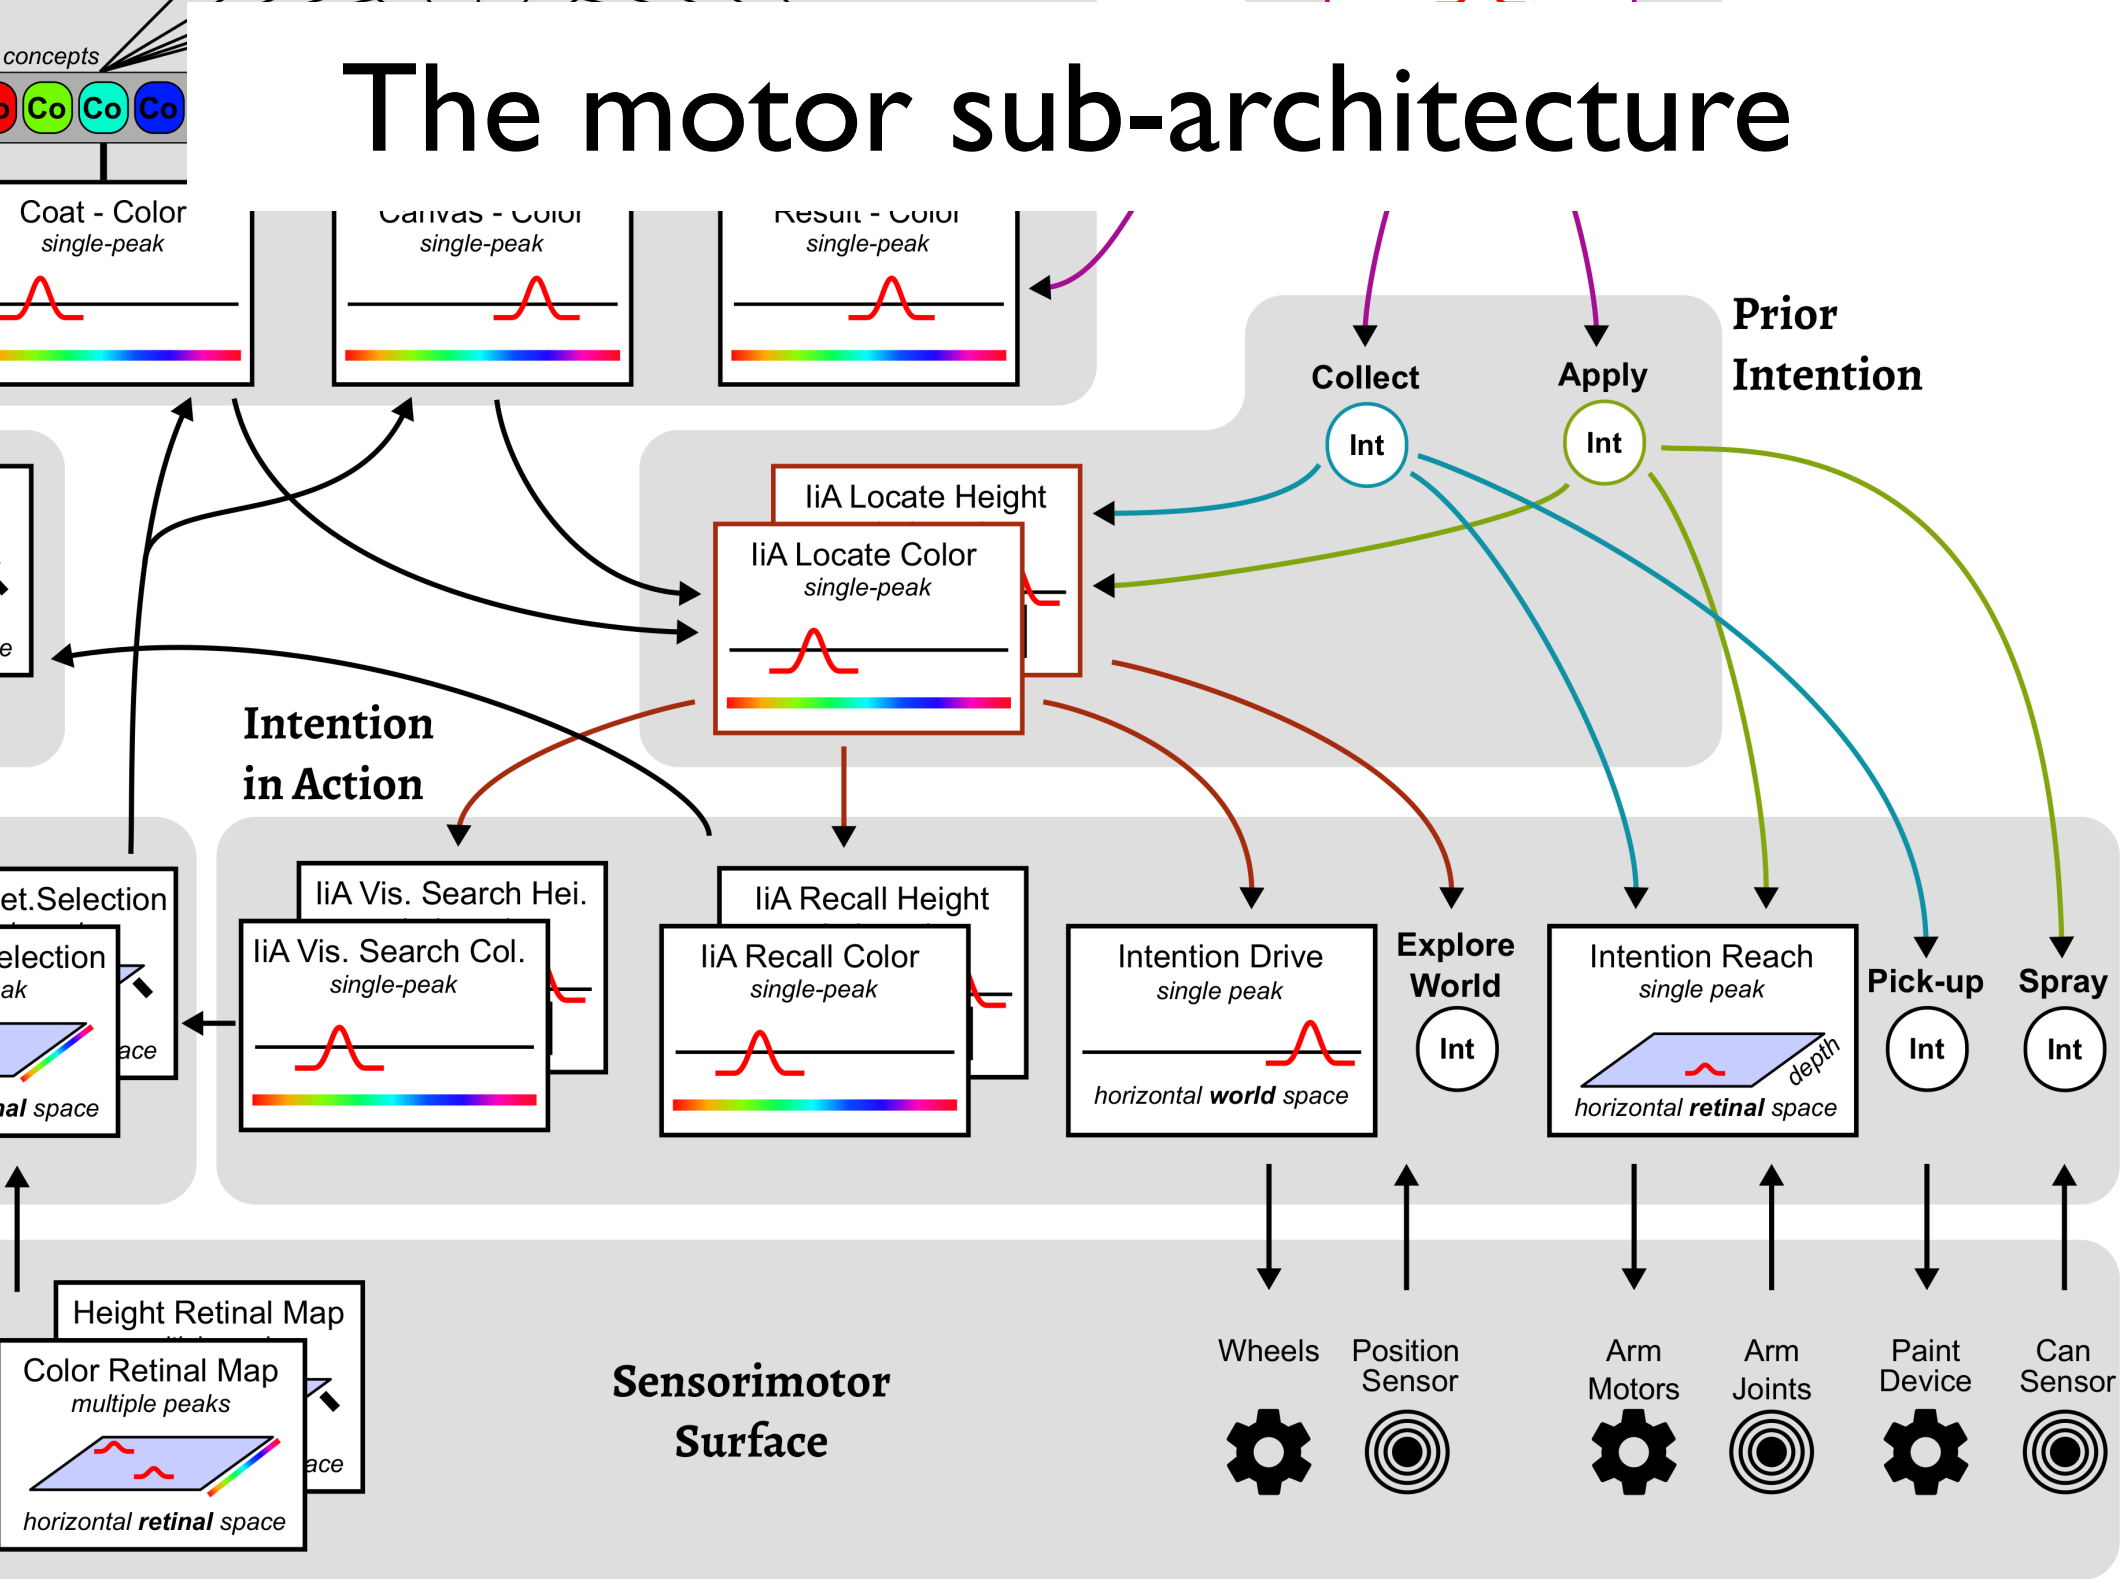 The motor sub-architecture
concepts
Co Co Co
Coat - Color
single-peak
Canvas - Color
single-peak
Result - Color
single-peak
Prior
Intention
Collect
Int
Apply
Int
IiA Locate Height
IiA Locate Color
single-peak
Intention
in Action
et.Selection
election
ak
ace
nal space
IiA Vis. Search Hei.
IiA Vis. Search Col.
single-peak
IiA Recall Height
IiA Recall Color
single-peak
Intention Drive
single peak
horizontal world space
Explore
World
Int
Intention Reach
single peak
depth
horizontal retinal space
Pick-up
Int
Spray
Int
Height Retinal Map
ace
Color Retinal Map
multiple peaks
horizontal retinal space
Sensorimotor
Surface
Wheels
Position
Sensor
Arm
Motors
Arm
Joints
Paint
Device
Can
Sensor